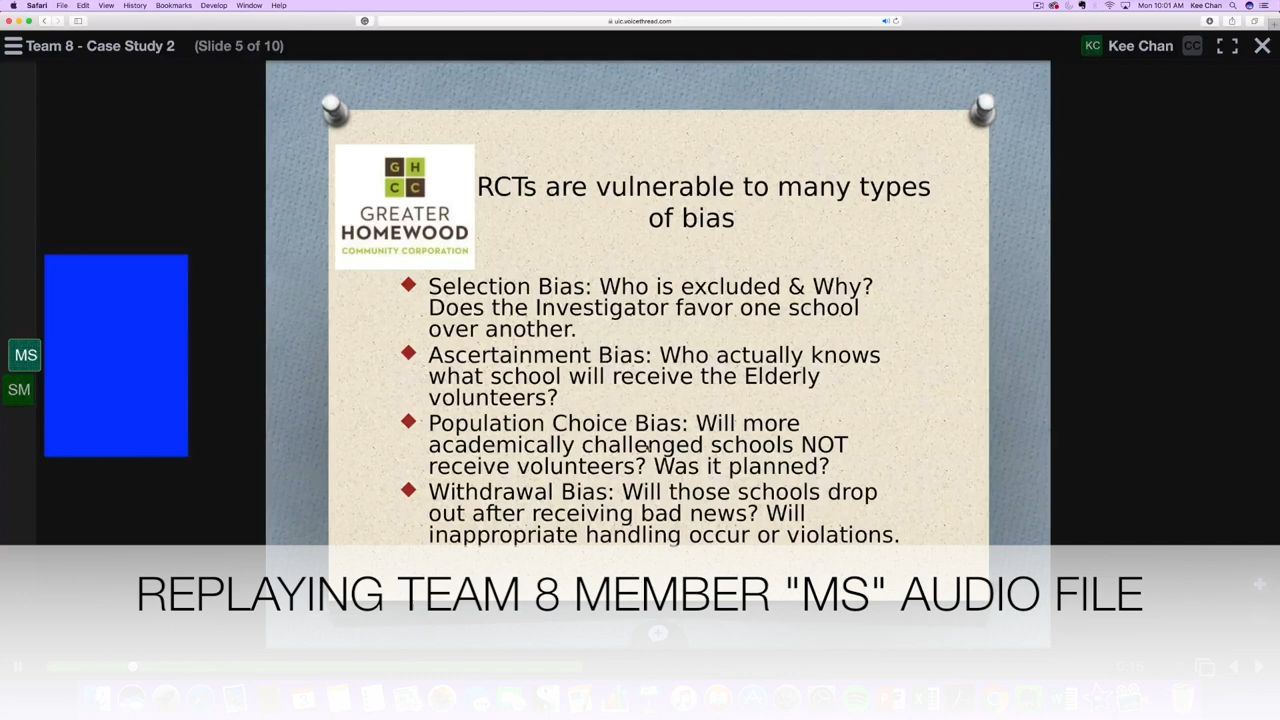 Safari File Edit View History Bookmarks Develop Window Help
Mon 10:01 AM Kee Chan
uic.voicethread.com
Team 8 - Case Study 2 (Slide 5 of 10)
KC Kee Chan CC
G H
C C
GREATER
HOMEWOOD
COMMUNITY CORPORATION
RCTs are vulnerable to many types
of bias
Selection Bias: Who is excluded & Why?
Does the Investigator favor one school
over another.
Ascertainment Bias: Who actually knows
what school will receive the Elderly
volunteers?
Population Choice Bias: Will more
academically challenged schools NOT
receive volunteers? Was it planned?
Withdrawal Bias: Will those schools drop
out after receiving bad news? Will
inappropriate handling occur or violations.
MS
SM
REPLAYING TEAM 8 MEMBER "MS" AUDIO FILE